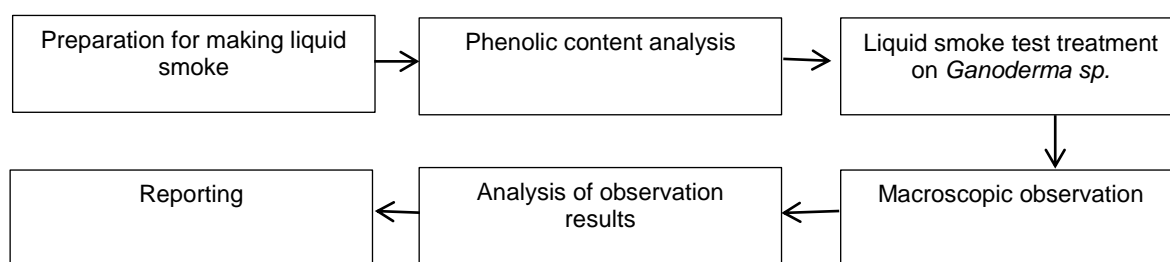 Preparation for making liquid
smoke
Phenolic content analysis
Liquid smoke test treatment
on Ganoderma sp.
Macroscopic observation
Analysis of observation
results
Reporting